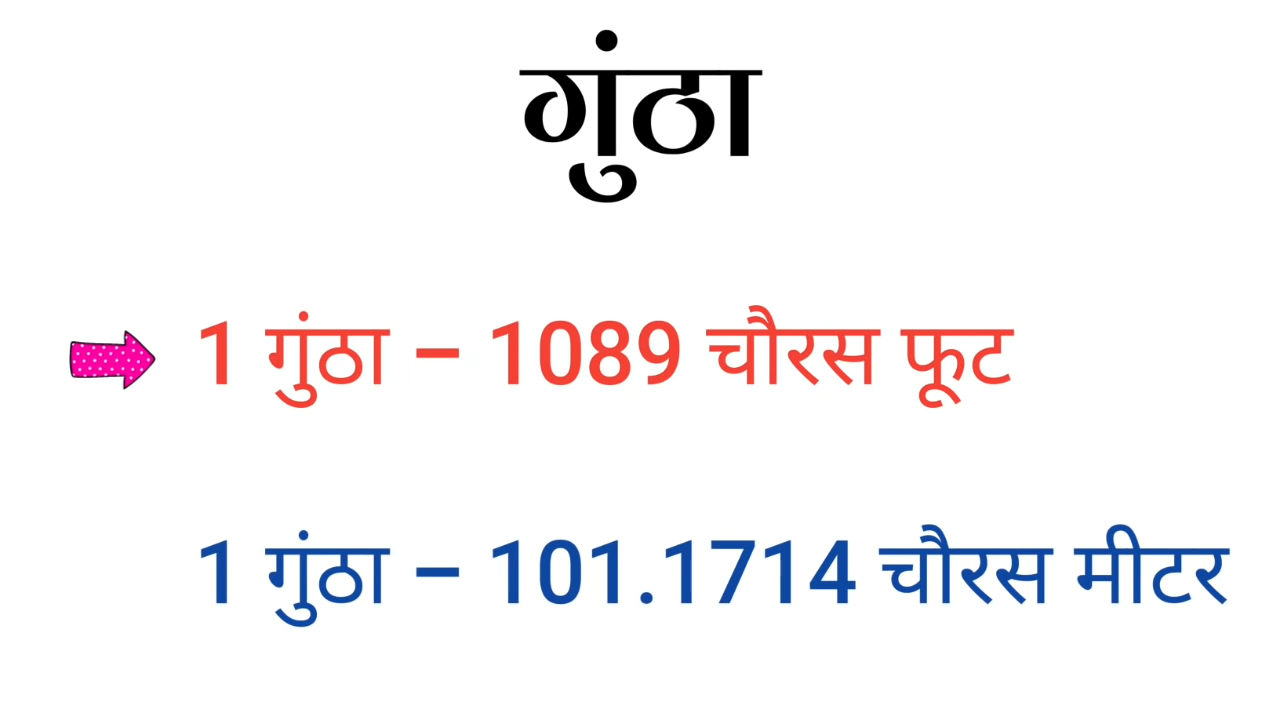 गुंठा
1 गुंठा – 1089 चौरस फूट
1 गुंठा – 101.1714 चौरस मीटर